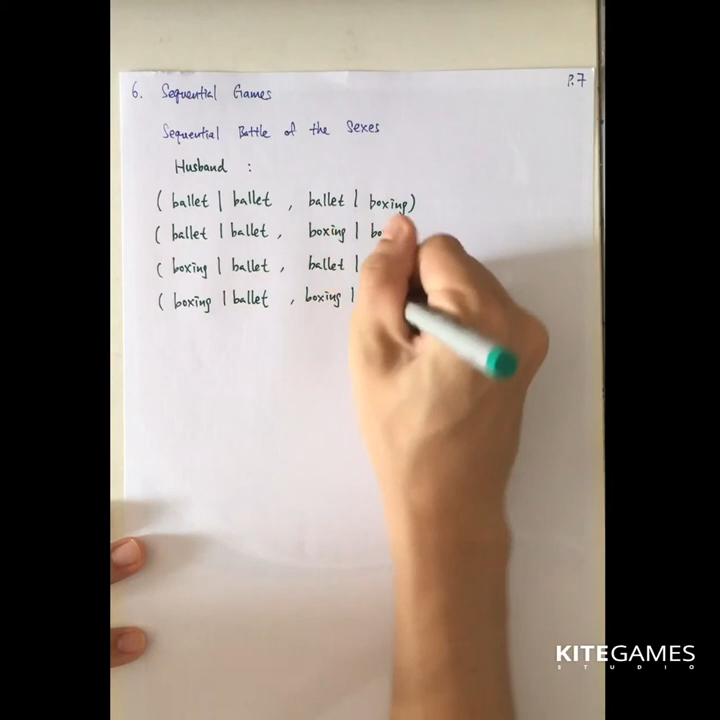 6. Sequential Games
P.7
Sequential Battle of the Sexes
Husband :
( ballet | ballet , ballet | boxing)
( ballet | ballet , boxing | bo
( boxing | ballet , ballet |
( boxing | ballet , boxing |
KITEGAMES
STUDIO